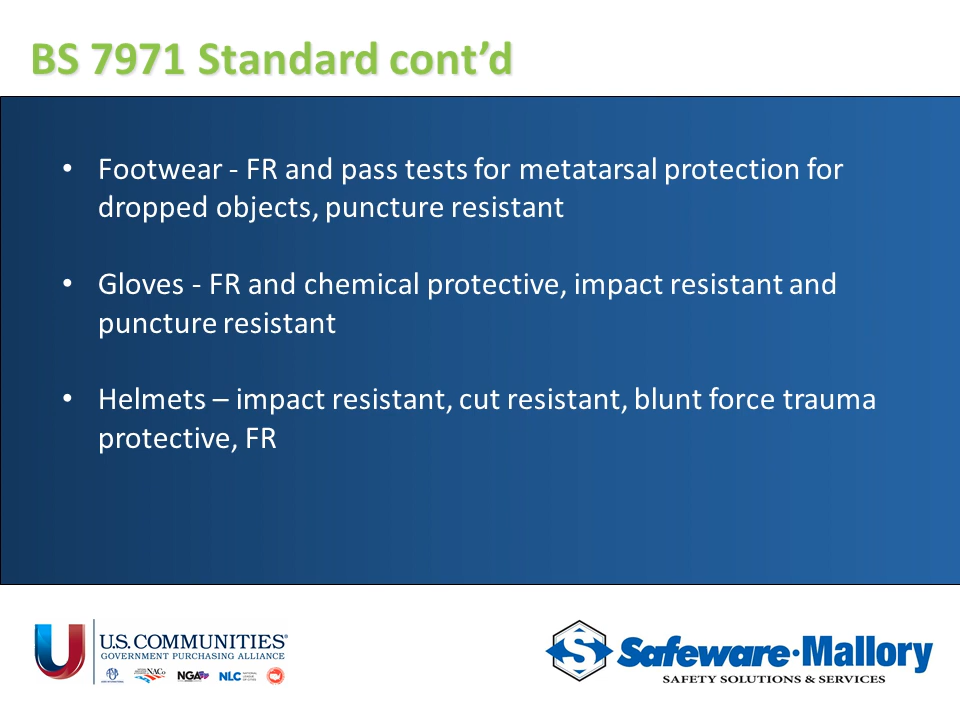 BS 7971 Standard cont’d
• Footwear - FR and pass tests for metatarsal protection for
dropped objects, puncture resistant
• Gloves - FR and chemical protective, impact resistant and
puncture resistant
• Helmets – impact resistant, cut resistant, blunt force trauma
protective, FR
U.S. COMMUNITIES®
GOVERNMENT PURCHASING ALLIANCE
NACo NGA NLC
Safeware·Mallory
SAFETY SOLUTIONS & SERVICES